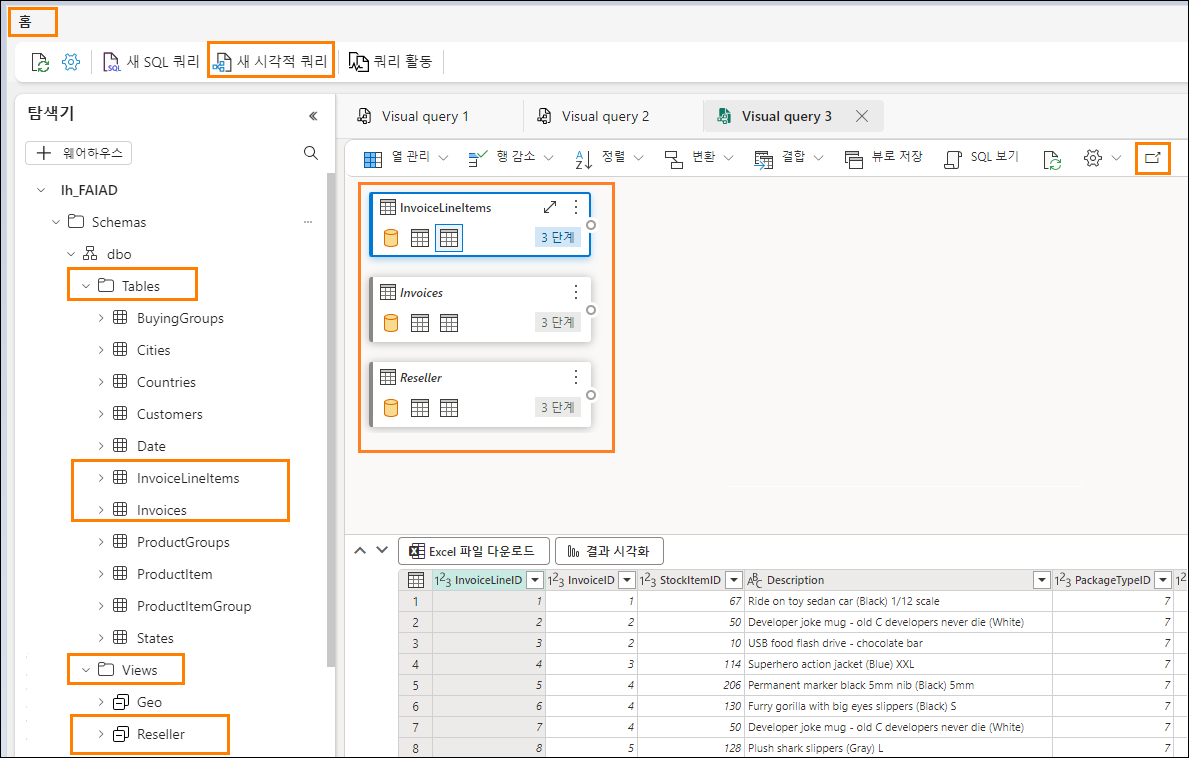 홈
새 SQL 쿼리 새 시각적 쿼리 쿼리 활동
탐색기
웨어하우스
lh_FAIAD
Schemas
dbo
Tables
BuyingGroups
Cities
Countries
Customers
Date
InvoiceLineItems
Invoices
ProductGroups
ProductItem
ProductItemGroup
States
Views
Geo
Reseller
Visual query 1 Visual query 2 Visual query 3
열 관리 행 감소 정렬 변환 결합 뷰로 저장 SQL 보기
InvoiceLineItems
3 단계
Invoices
3 단계
Reseller
3 단계
Excel 파일 다운로드 결과 시각화
InvoiceLineID InvoiceID StockItemID Description PackageTypeID
1 1 1 67 Ride on toy sedan car (Black) 1/12 scale 7
2 2 2 50 Developer joke mug - old C developers never die (White) 7
3 3 2 10 USB food flash drive - chocolate bar 7
4 4 3 114 Superhero action jacket (Blue) XXL 7
5 5 4 206 Permanent marker black 5mm nib (Black) 5mm 7
6 6 4 130 Furry gorilla with big eyes slippers (Black) S 7
7 7 4 50 Developer joke mug - old C developers never die (White) 7
8 8 5 128 Plush shark slippers (Gray) L 7